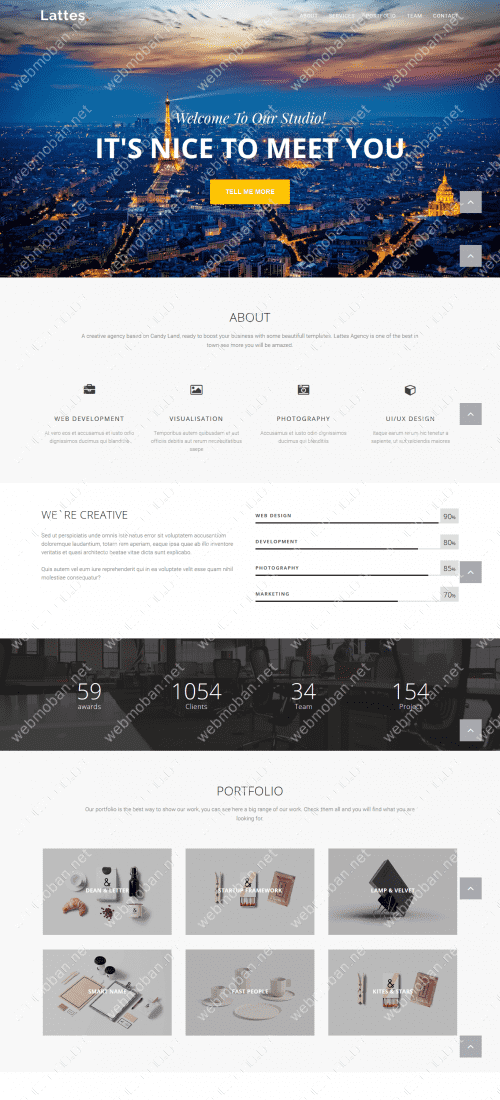 Lattes
ABOUT SERVICES PORTFOLIO TEAM CONTACT
Welcome To Our Studio!
IT'S NICE TO MEET YOU
TELL ME MORE
ABOUT
A creative agency based on Candy Land, ready to boost your business with some beautifull templates. Lattes Agency is one of the best in
town see more you will be amazed.
WEB DEVELOPMENT
VISUALISATION
PHOTOGRAPHY
UI/UX DESIGN
At vero eos et accusamus et iusto odio
dignissimos ducimus qui blanditiis.
Temporibus autem quibusdam et aut
officiis debitis aut rerum necessitatibus
saepe.
Accusamus et iusto odio dignissimos
ducimus qui blanditiis
Itaque earum rerum hic tenetur a
sapiente, ut aut reiciendis maiores
WE`RE CREATIVE
Sed ut perspiciatis unde omnis iste natus error sit voluptatem accusantium
doloremque laudantium, totam rem aperiam, eaque ipsa quae ab illo inventore
veritatis et quasi architecto beatae vitae dicta sunt explicabo.
Quis autem vel eum iure reprehenderit qui in ea voluptate velit esse quam nihil
molestiae consequatur?
WEB DESIGN 90%
DEVELOPMENT 80%
PHOTOGRAPHY 85%
MARKETING 70%
59
awards
1054
Clients
34
Team
154
Project
PORTFOLIO
Our portfolio is the best way to show our work, you can see here a big range of our work. Check them all and you will find what you are
looking for.
DEAN & LETTER
STARTUP FRAMEWORK
LAMP & VELVET
SMART NAME
FAST PEOPLE
KITES & STARS
webmoban.net